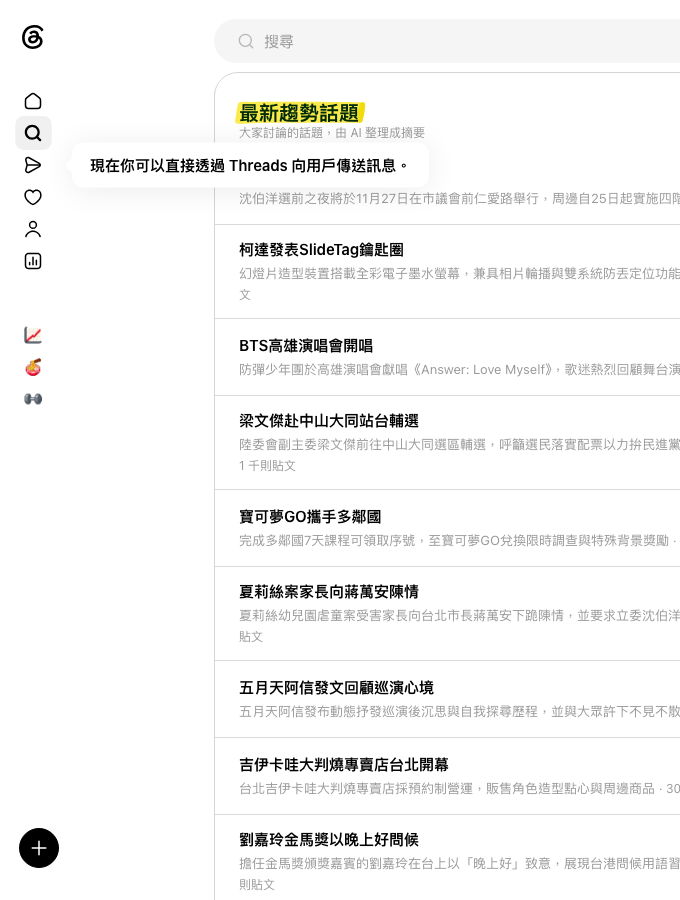 搜尋
最新趨勢話題
大家討論的話題，由 AI 整理成摘要
現在你可以直接透過 Threads 向用戶傳送訊息。
沈伯洋選前之夜將於11月27日在市議會前仁愛路舉行，周邊自25日起實施四階
柯達發表SlideTag鑰匙圈
幻燈片造型裝置搭載全彩電子墨水螢幕，兼具相片輪播與雙系統防丟定位功能
文
BTS高雄演唱會開唱
防彈少年團於高雄演唱會獻唱《Answer: Love Myself》，歌迷熱烈回顧舞台演
梁文傑赴中山大同站台輔選
陸委會副主委梁文傑前往中山大同選區輔選，呼籲選民落實配票以力拚民進黨
1 千則貼文
寶可夢GO攜手多鄰國
完成多鄰國7天課程可領取序號，至寶可夢GO兌換限時調查與特殊背景獎勵 ·
夏莉絲案家長向蔣萬安陳情
夏莉絲幼兒園虐童案受害家長向台北市長蔣萬安下跪陳情，並要求立委沈伯洋
貼文
五月天阿信發文回顧巡演心境
五月天阿信發布動態抒發巡演後沉思與自我探尋歷程，並與大眾許下不見不散
吉伊卡哇大判燒專賣店台北開幕
台北吉伊卡哇大判燒專賣店採預約制營運，販售角色造型點心與周邊商品 · 30
劉嘉玲金馬獎以晚上好問候
擔任金馬獎頒獎嘉賓的劉嘉玲在台上以「晚上好」致意，展現台港問候用語習
則貼文